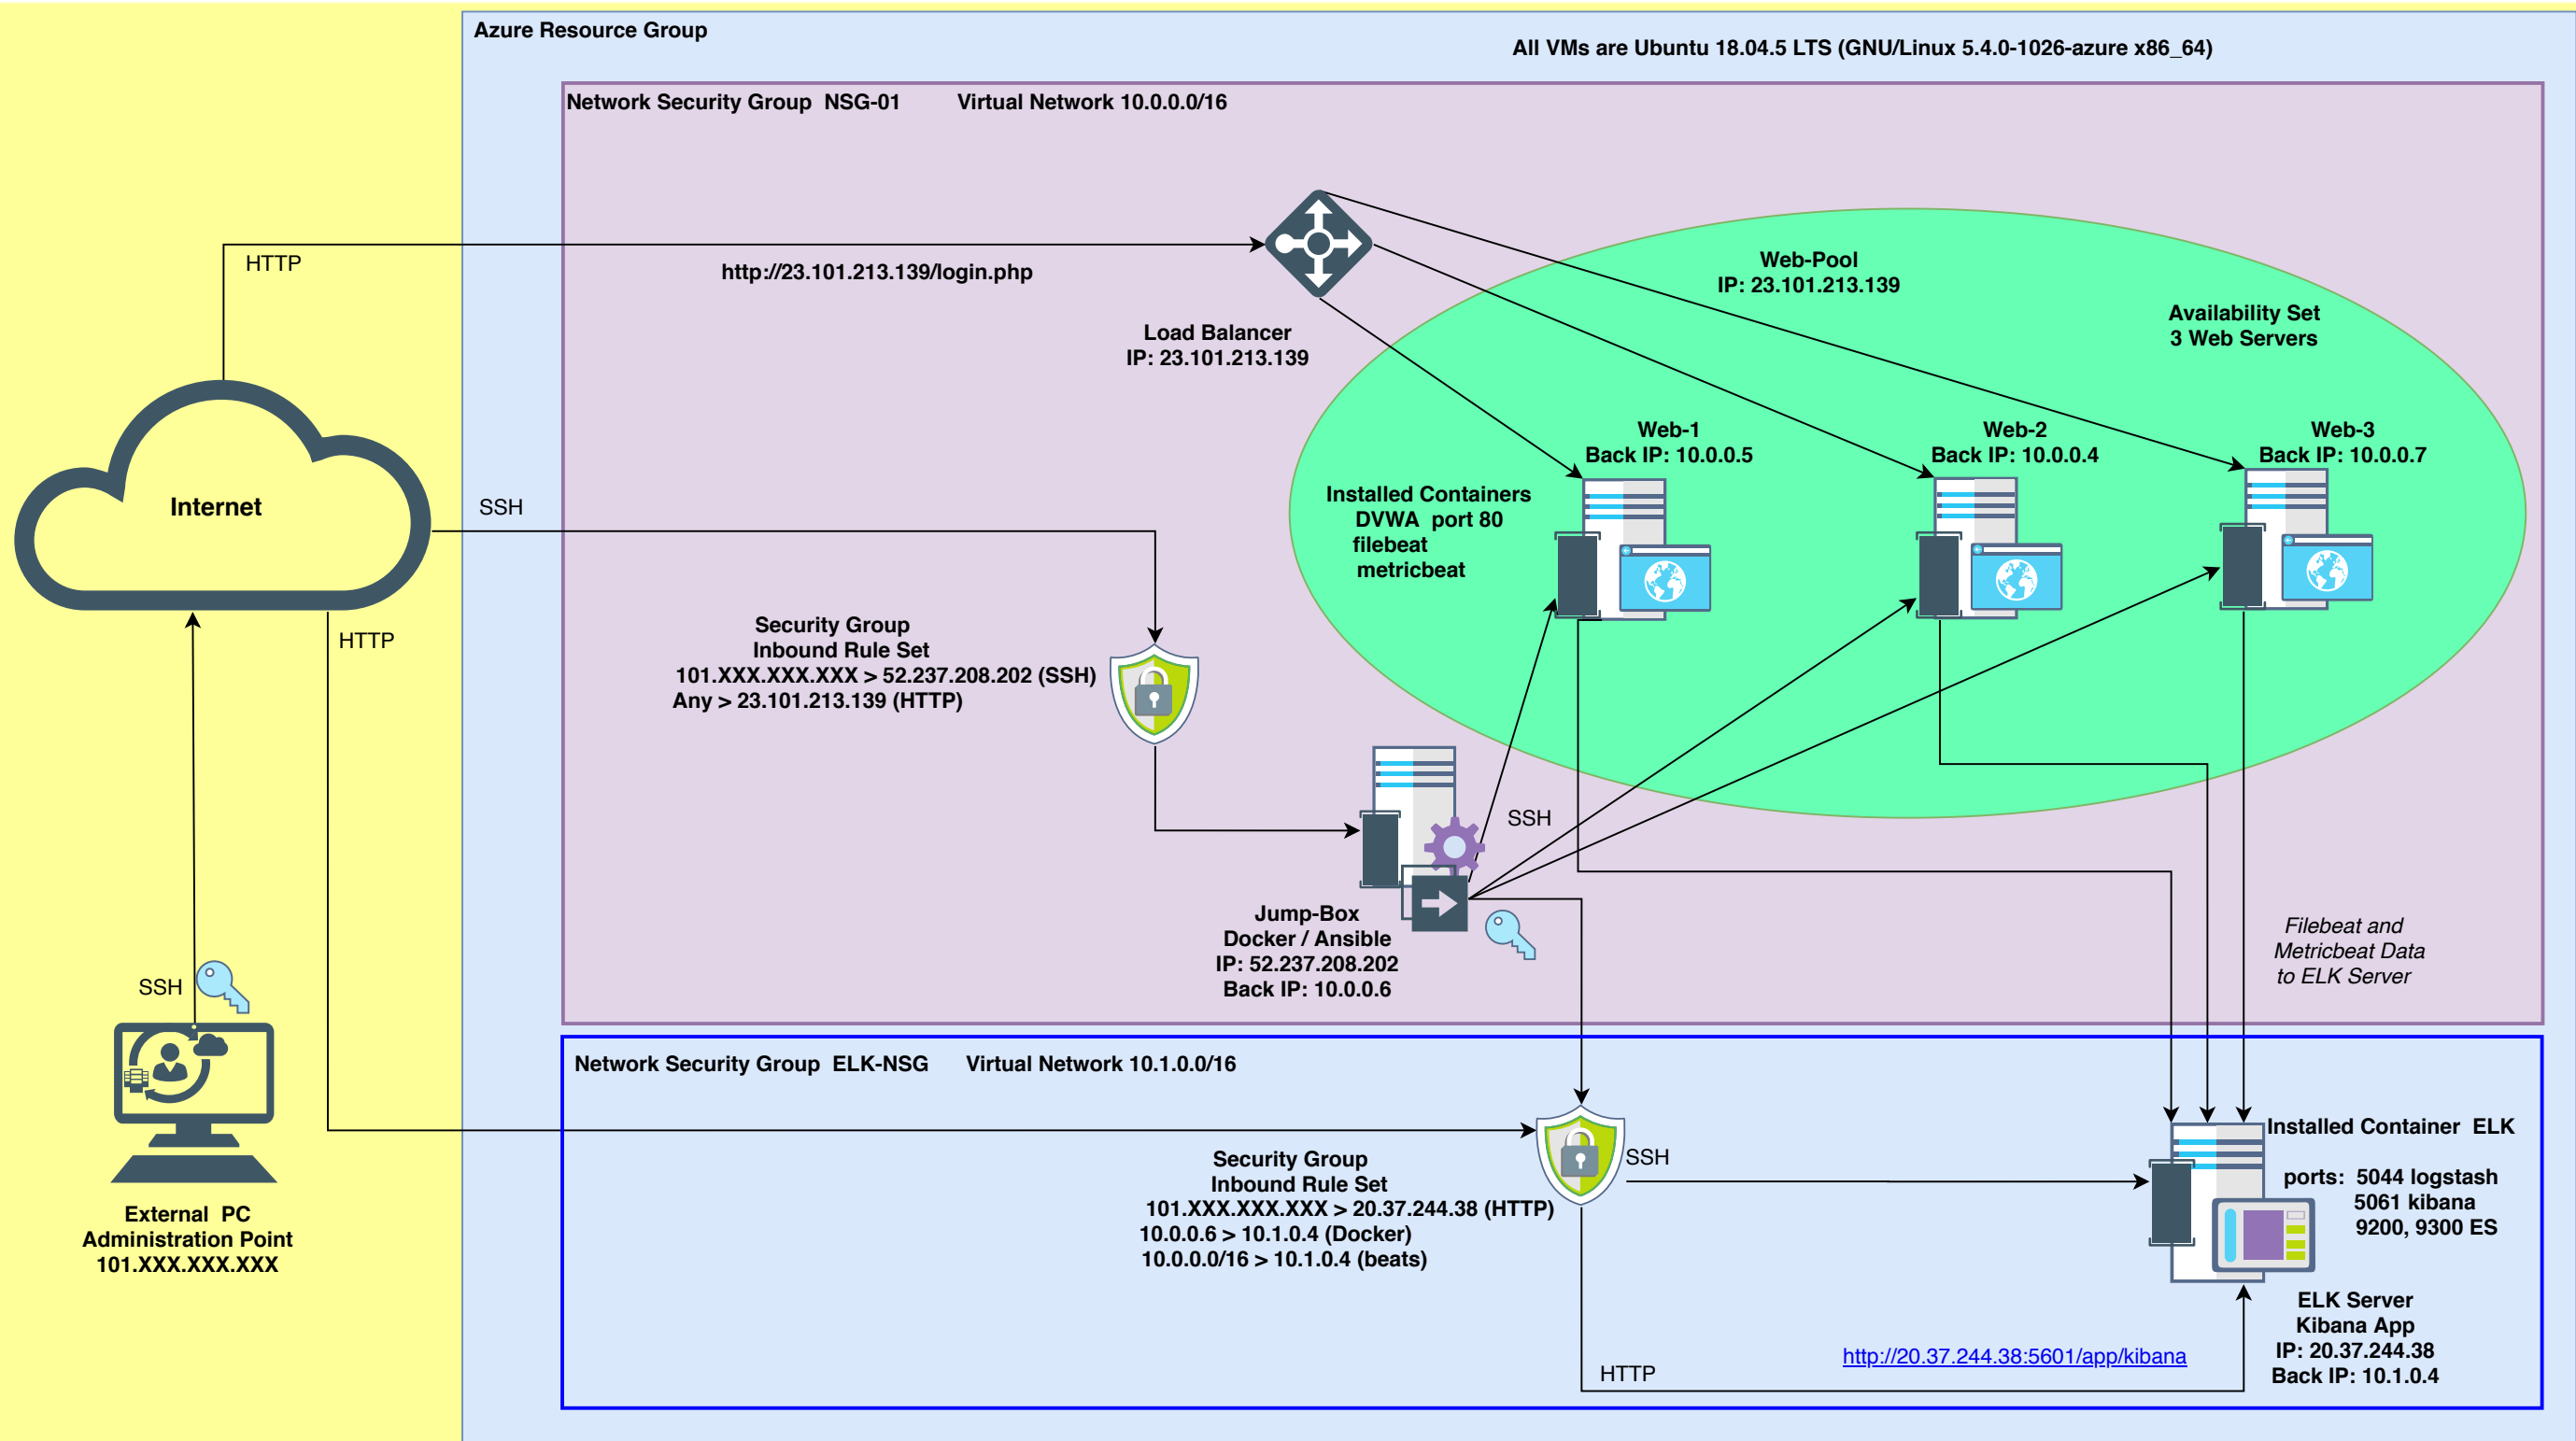 Azure Resource Group
All VMs are Ubuntu 18.04.5 LTS (GNU/Linux 5.4.0-1026-azure x86_64)
Network Security Group  NSG-01
Virtual Network 10.0.0.0/16
HTTP
http://23.101.213.139/login.php
Load Balancer
IP: 23.101.213.139
Web-Pool
IP: 23.101.213.139
Availability Set
3 Web Servers
Web-1
Back IP: 10.0.0.5
Web-2
Back IP: 10.0.0.4
Web-3
Back IP: 10.0.0.7
Installed Containers
DVWA  port 80
filebeat
metricbeat
Internet
SSH
HTTP
Security Group
Inbound Rule Set
101.XXX.XXX.XXX > 52.237.208.202 (SSH)
Any > 23.101.213.139 (HTTP)
SSH
Jump-Box
Docker / Ansible
IP: 52.237.208.202
Back IP: 10.0.0.6
Filebeat and
Metricbeat Data
to ELK Server
SSH
External  PC
Administration Point
101.XXX.XXX.XXX
Network Security Group  ELK-NSG
Virtual Network 10.1.0.0/16
Security Group
Inbound Rule Set
101.XXX.XXX.XXX > 20.37.244.38 (HTTP)
10.0.0.6 > 10.1.0.4 (Docker)
10.0.0.0/16 > 10.1.0.4 (beats)
SSH
Installed Container  ELK
ports:  5044 logstash
5061 kibana
9200, 9300 ES
ELK Server
Kibana App
IP: 20.37.244.38
Back IP: 10.1.0.4
http://20.37.244.38:5601/app/kibana
HTTP